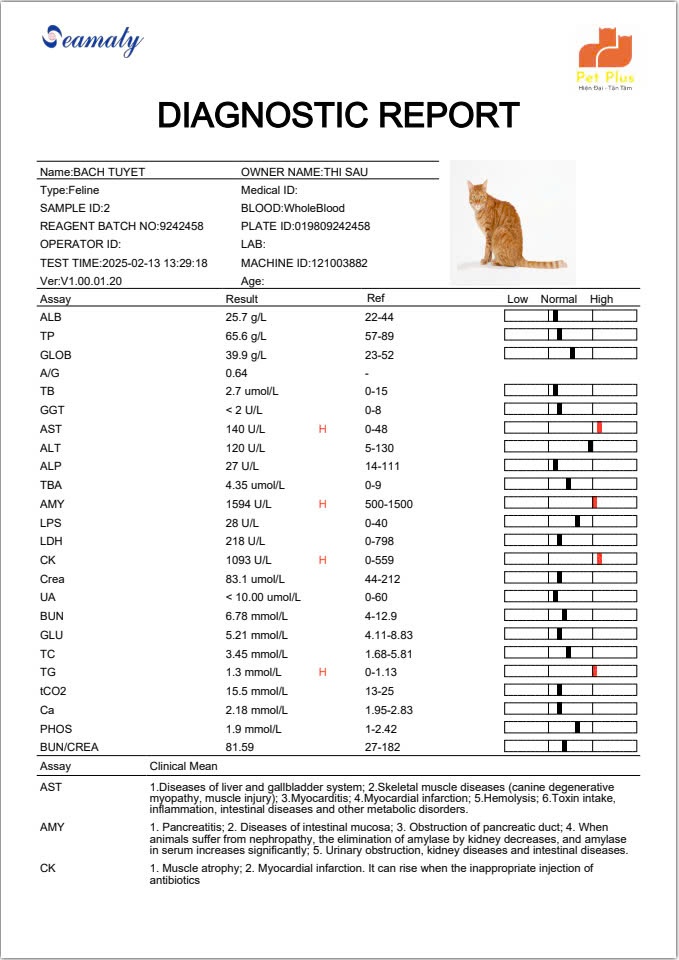 Seamaty
Pet Plus
Hiện Đại - Tận Tâm
DIAGNOSTIC REPORT
Name:BACH TUYET OWNER NAME:THI SAU
Type:Feline Medical ID:
SAMPLE ID:2 BLOOD:WholeBlood
REAGENT BATCH NO:9242458 PLATE ID:019809242458
OPERATOR ID: LAB:
TEST TIME:2025-02-13 13:29:18 MACHINE ID:121003882
Ver:V1.00.01.20 Age:
Assay Result Ref Low Normal High
ALB 25.7 g/L 22-44
TP 65.6 g/L 57-89
GLOB 39.9 g/L 23-52
A/G 0.64 -
TB 2.7 umol/L 0-15
GGT < 2 U/L 0-8
AST 140 U/L H 0-48
ALT 120 U/L 5-130
ALP 27 U/L 14-111
TBA 4.35 umol/L 0-9
AMY 1594 U/L H 500-1500
LPS 28 U/L 0-40
LDH 218 U/L 0-798
CK 1093 U/L H 0-559
Crea 83.1 umol/L 44-212
UA < 10.00 umol/L 0-60
BUN 6.78 mmol/L 4-12.9
GLU 5.21 mmol/L 4.11-8.83
TC 3.45 mmol/L 1.68-5.81
TG 1.3 mmol/L H 0-1.13
tCO2 15.5 mmol/L 13-25
Ca 2.18 mmol/L 1.95-2.83
PHOS 1.9 mmol/L 1-2.42
BUN/CREA 81.59 27-182
Assay Clinical Mean
AST 1.Diseases of liver and gallbladder system; 2.Skeletal muscle diseases (canine degenerative
myopathy, muscle injury); 3.Myocarditis; 4.Myocardial infarction; 5.Hemolysis; 6.Toxin intake,
inflammation, intestinal diseases and other metabolic disorders.
AMY 1. Pancreatitis; 2. Diseases of intestinal mucosa; 3. Obstruction of pancreatic duct; 4. When
animals suffer from nephropathy, the elimination of amylase by kidney decreases, and amylase
in serum increases significantly; 5. Urinary obstruction, kidney diseases and intestinal diseases.
CK 1. Muscle atrophy; 2. Myocardial infarction. It can rise when the inappropriate injection of
antibiotics